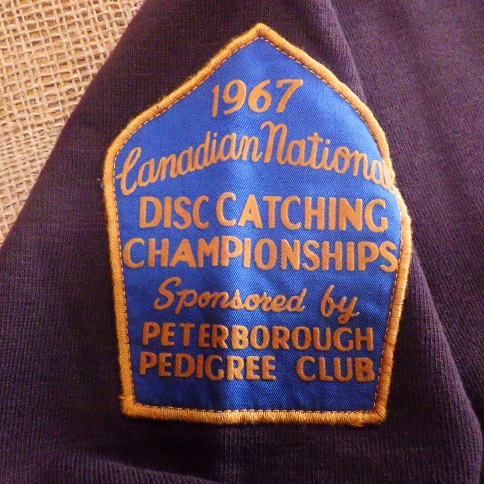 1967
Canadian National
DISC CATCHING
CHAMPIONSHIPS
Sponsored by
PETERBOROUGH
PEDIGREE CLUB